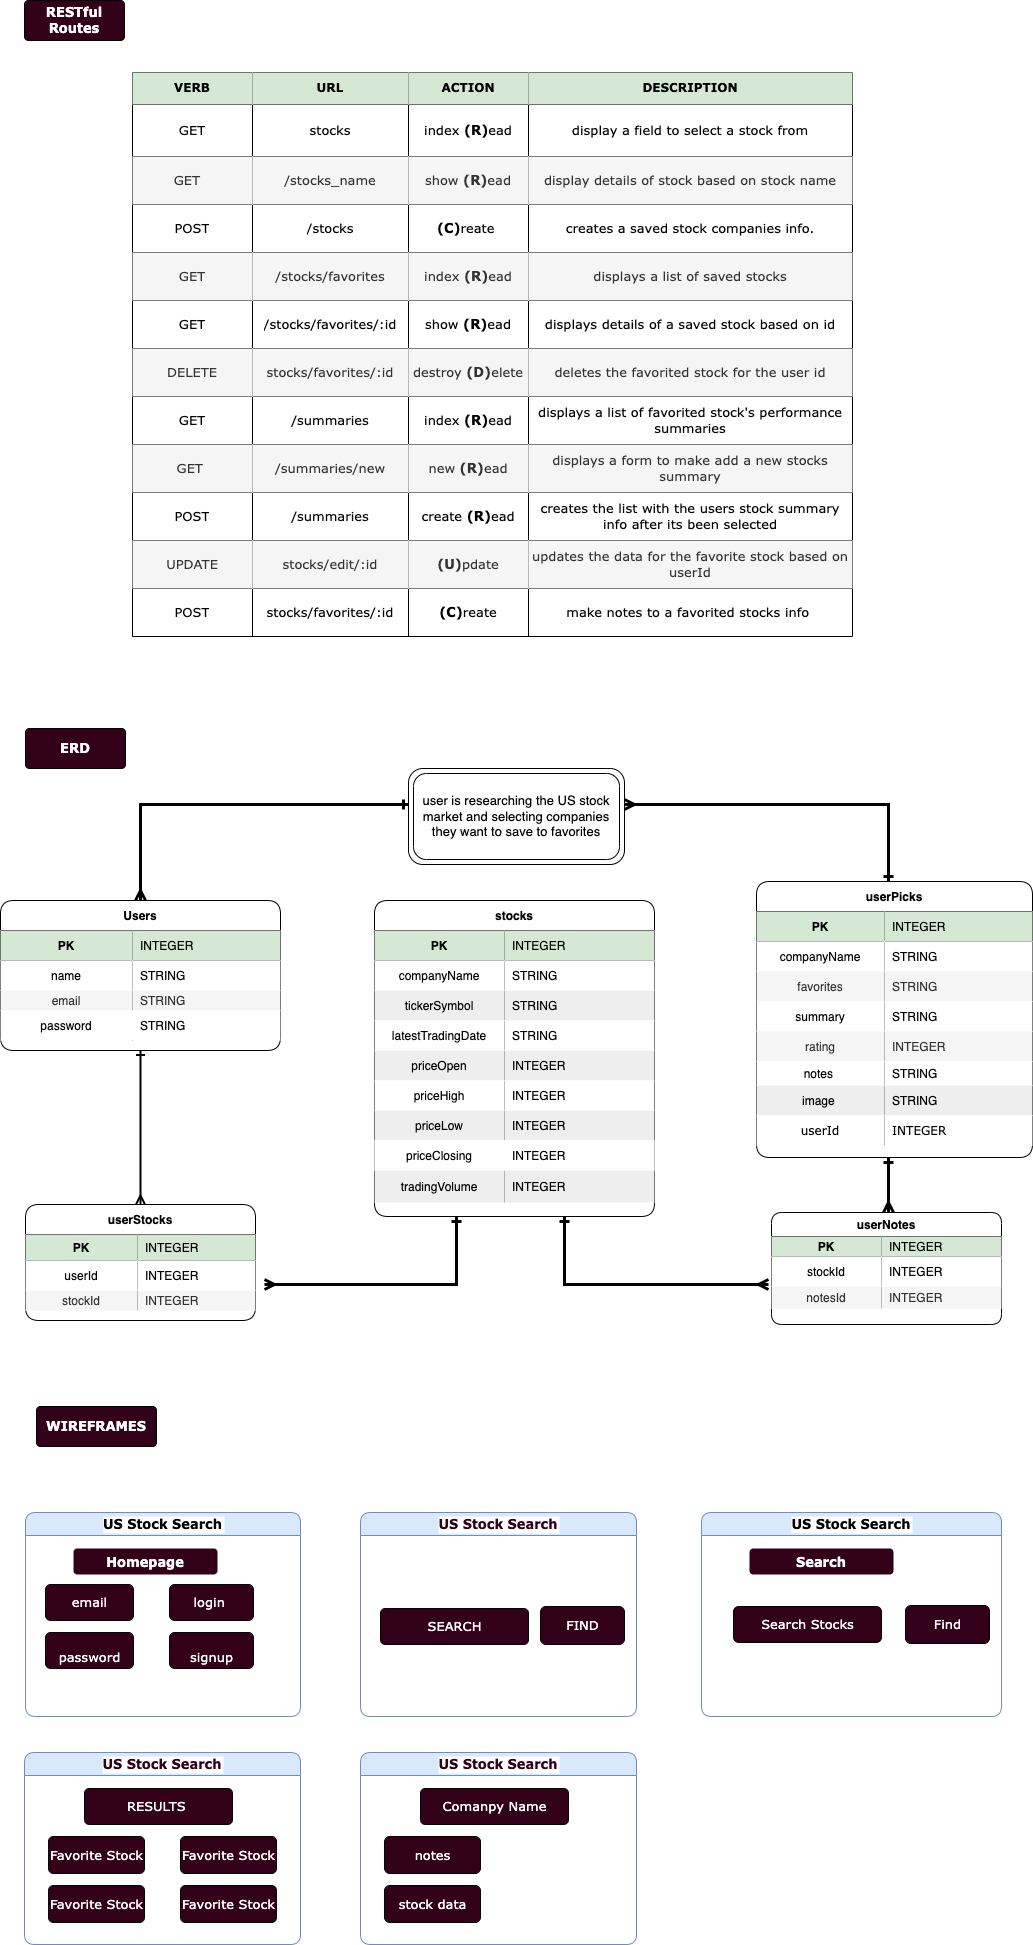 RESTful
Routes
VERB URL ACTION DESCRIPTION
GET stocks index (R)ead display a field to select a stock from
GET /stocks_name show (R)ead display details of stock based on stock name
POST /stocks (C)reate creates a saved stock companies info.
GET /stocks/favorites index (R)ead displays a list of saved stocks
GET /stocks/favorites/:id show (R)ead displays details of a saved stock based on id
DELETE stocks/favorites/:id destroy (D)elete deletes the favorited stock for the user id
GET /summaries index (R)ead displays a list of favorited stock's performance
summaries
GET /summaries/new new (R)ead displays a form to make add a new stocks
summary
POST /summaries create (R)ead creates the list with the users stock summary
info after its been selected
UPDATE stocks/edit/:id (U)pdate updates the data for the favorite stock based on
userId
POST stocks/favorites/:id (C)reate make notes to a favorited stocks info
ERD
user is researching the US stock
market and selecting companies
they want to save to favorites
Users
PK INTEGER
name STRING
email STRING
password STRING
stocks
PK INTEGER
companyName STRING
tickerSymbol STRING
latestTradingDate STRING
priceOpen INTEGER
priceHigh INTEGER
priceLow INTEGER
priceClosing INTEGER
tradingVolume INTEGER
userPicks
PK INTEGER
companyName STRING
favorites STRING
summary STRING
rating INTEGER
notes STRING
image STRING
userId INTEGER
userStocks
PK INTEGER
userId INTEGER
stockId INTEGER
userNotes
PK INTEGER
stockId INTEGER
notesId INTEGER
WIREFRAMES
US Stock Search
Homepage
email login
password signup
US Stock Search
SEARCH FIND
US Stock Search
Search
Search Stocks Find
US Stock Search
RESULTS
Favorite Stock Favorite Stock
Favorite Stock Favorite Stock
US Stock Search
Comanpy Name
notes
stock data